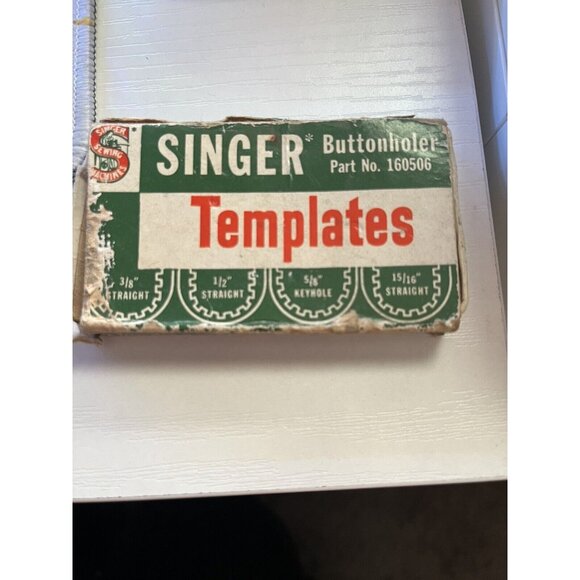 SINGER
SEWING
MACHINES
SINGER*
Buttonholer
Part No. 160506
Templates
3/8"
STRAIGHT
1/2"
STRAIGHT
5/8"
KEYHOLE
15/16"
STRAIGHT